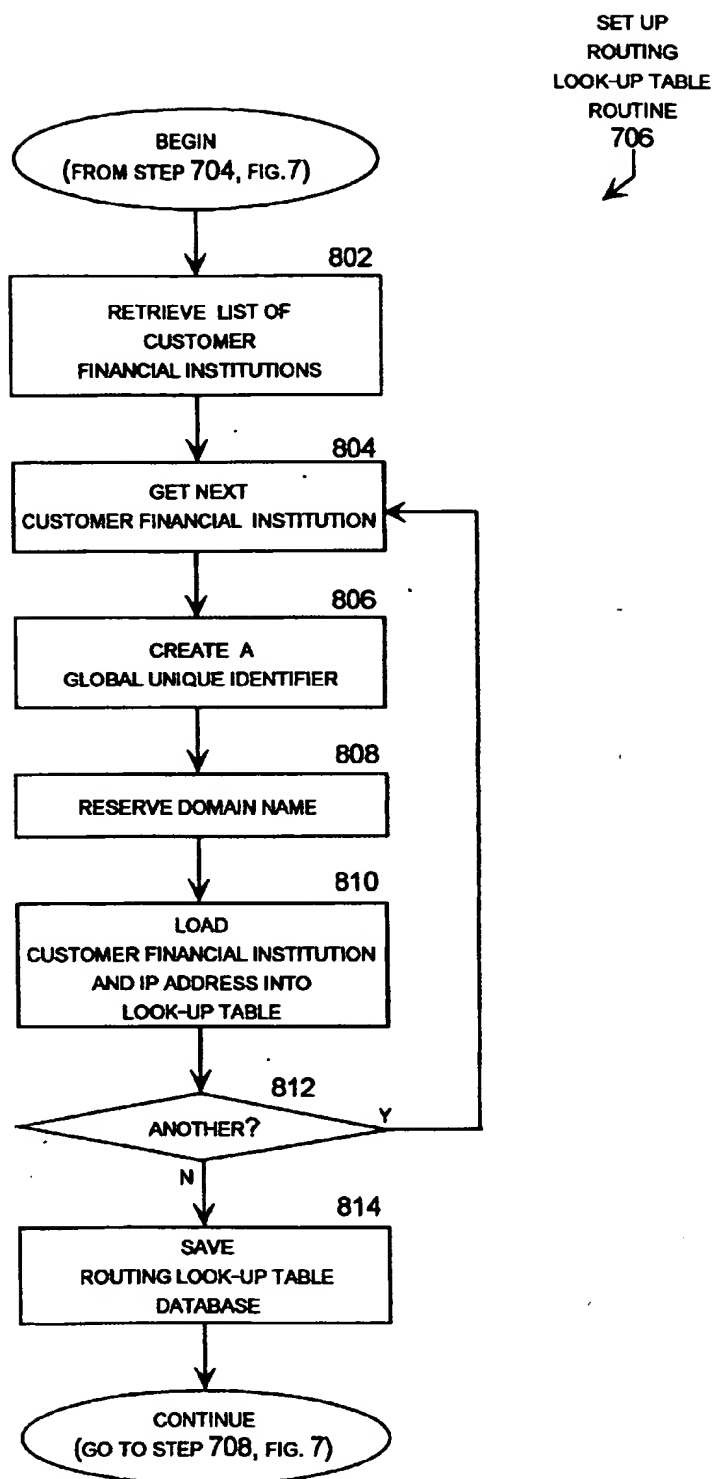 SET UP
ROUTING
LOOK-UP TABLE
ROUTINE
706
BEGIN
(FROM STEP 704, FIG.7)
802
RETRIEVE LIST OF
CUSTOMER
FINANCIAL INSTITUTIONS
804
GET NEXT
CUSTOMER FINANCIAL INSTITUTION
806
CREATE A
GLOBAL UNIQUE IDENTIFIER
808
RESERVE DOMAIN NAME
810
LOAD
CUSTOMER FINANCIAL INSTITUTION
AND IP ADDRESS INTO
LOOK-UP TABLE
812
ANOTHER?
Y
N
814
SAVE
ROUTING LOOK-UP TABLE
DATABASE
CONTINUE
(GO TO STEP 708, FIG. 7)